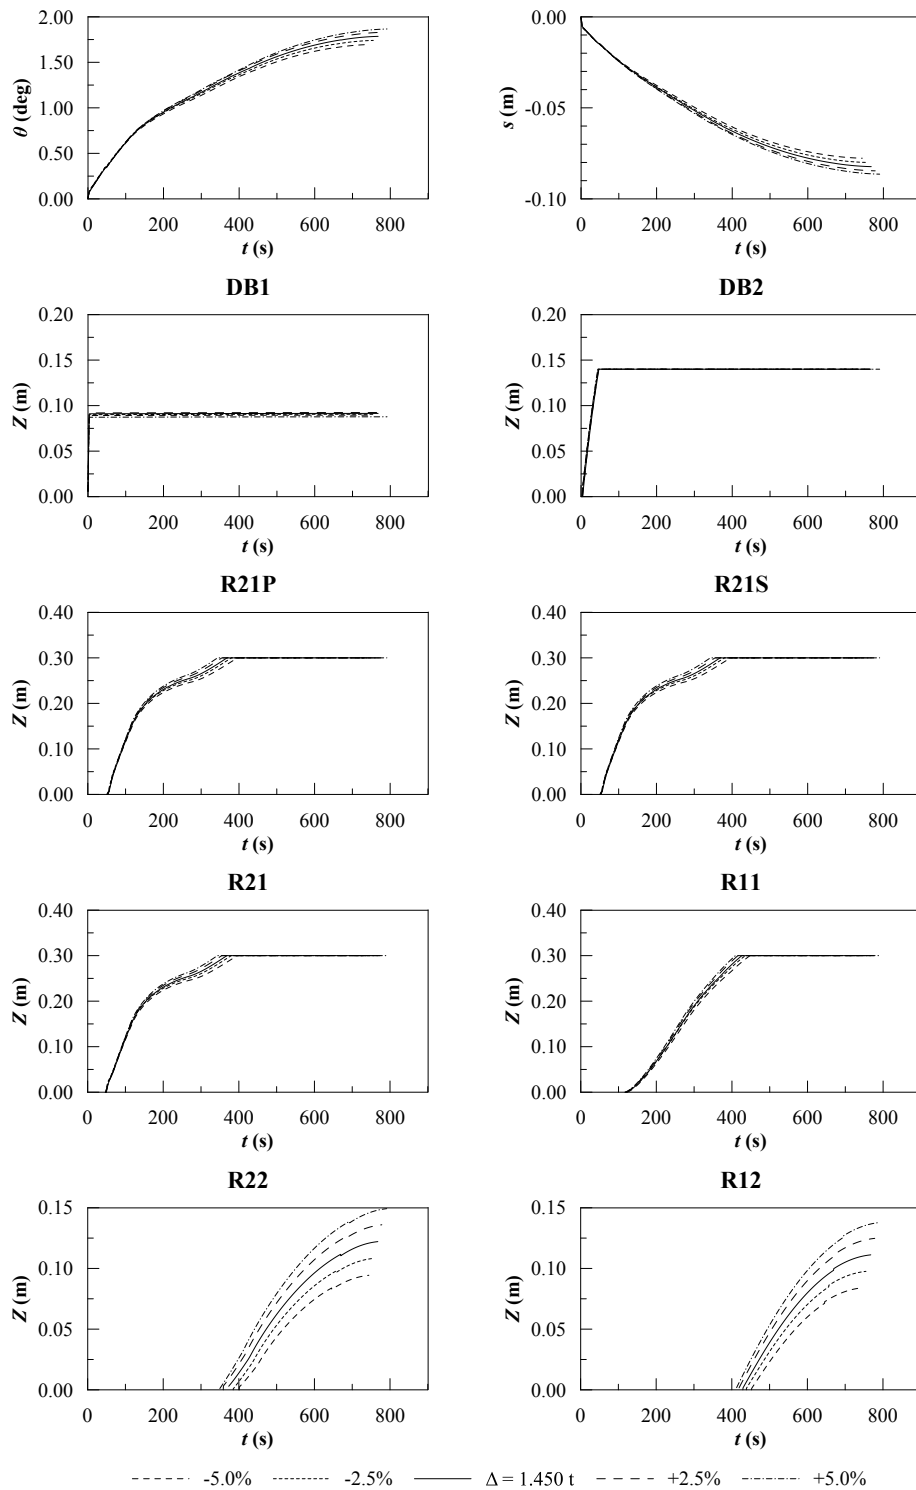 2.00 1.50 1.00 0.50 0.00
θ (deg)
0 200 400 600 800
t (s)
0.00 -0.05 -0.10
s (m)
0 200 400 600 800
t (s)
DB1
0.20 0.15 0.10 0.05 0.00
Z (m)
0 200 400 600 800
t (s)
DB2
0.20 0.15 0.10 0.05 0.00
Z (m)
0 200 400 600 800
t (s)
R21P
0.40 0.30 0.20 0.10 0.00
Z (m)
0 200 400 600 800
t (s)
R21S
0.40 0.30 0.20 0.10 0.00
Z (m)
0 200 400 600 800
t (s)
R21
0.40 0.30 0.20 0.10 0.00
Z (m)
0 200 400 600 800
t (s)
R11
0.40 0.30 0.20 0.10 0.00
Z (m)
0 200 400 600 800
t (s)
R22
0.15 0.10 0.05 0.00
Z (m)
0 200 400 600 800
t (s)
R12
0.15 0.10 0.05 0.00
Z (m)
0 200 400 600 800
t (s)
-5.0% -2.5% Δ = 1.450 t +2.5% +5.0%